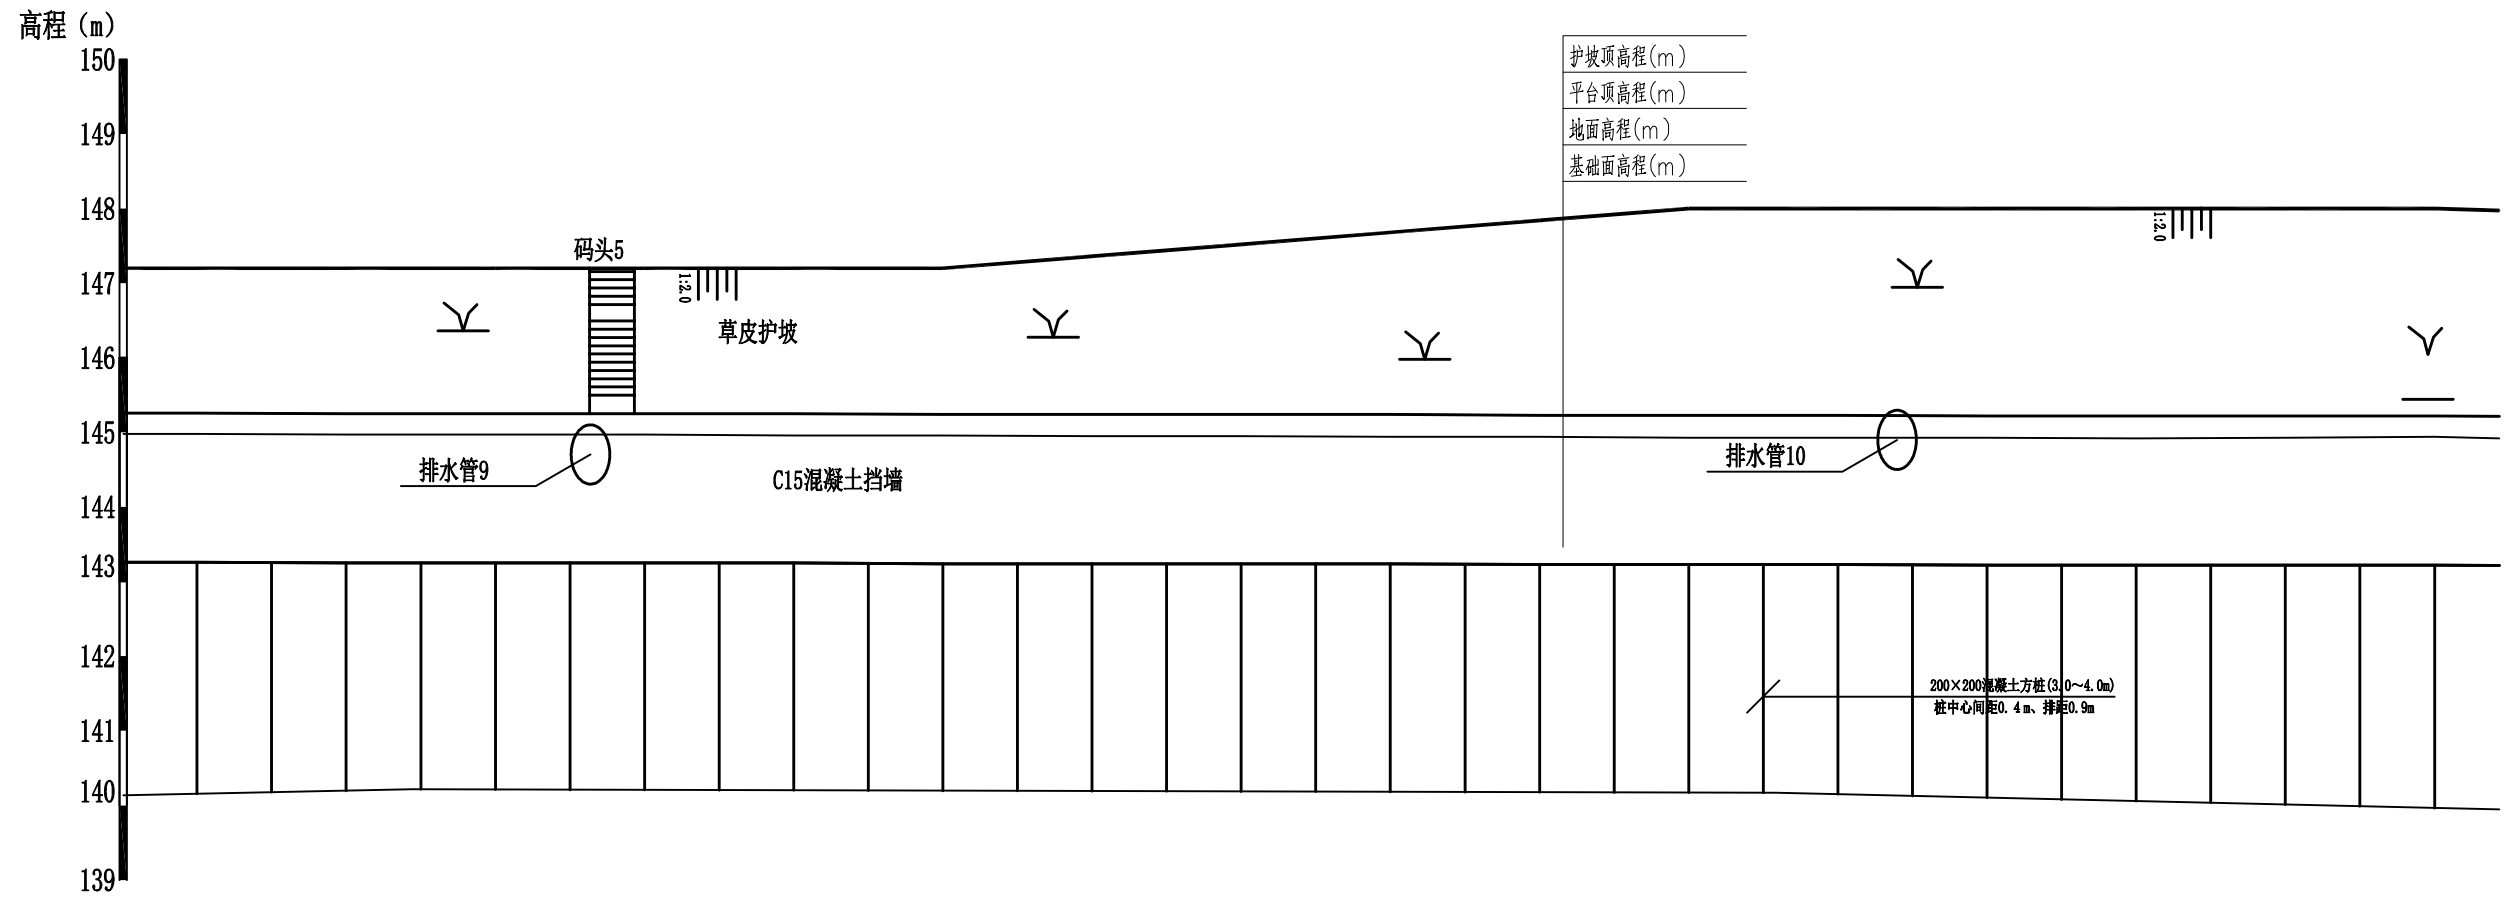 高程（m）
150
149
148
147
146
145
144
143
142
141
140
139
护坡顶高程(m)
平台顶高程(m)
地面高程(m)
基础面高程(m)
码头5
1:2.0
草皮护坡
1:2.0
排水管9
C15混凝土挡墙
排水管10
200×200混凝土方桩(3.0～4.0m)
桩中心间距0.4m、排距0.9m